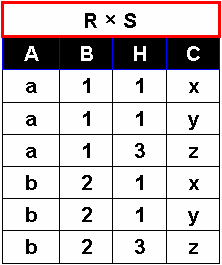 R × S
A B H C
a 1 1 x
a 1 1 y
a 1 3 z
b 2 1 x
b 2 1 y
b 2 3 z